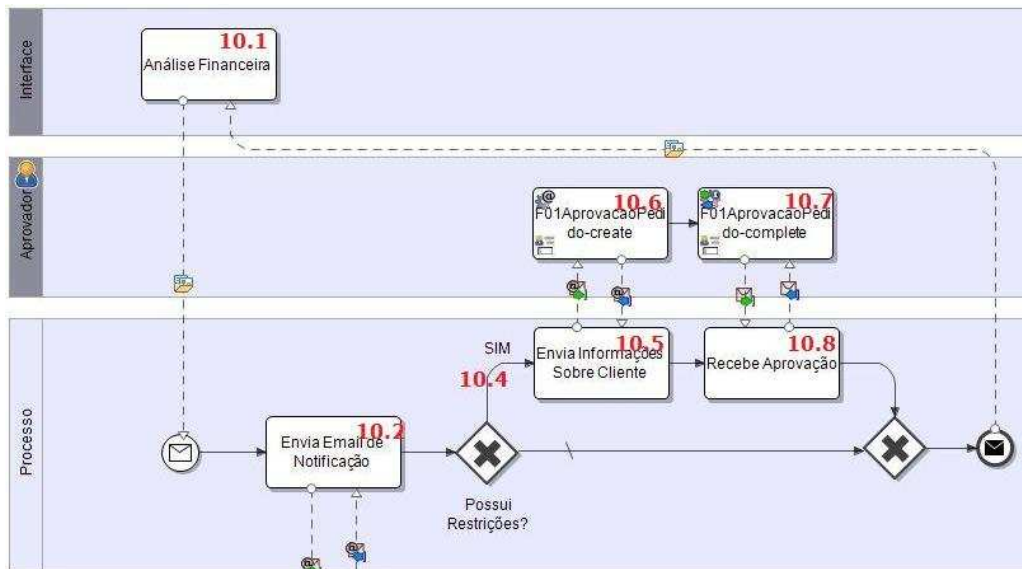 Interface
10.1
Análise Financeira
Aprovador
10.6
F01AprovacaoPedi
do-create
10.7
F01AprovacaoPedi
do-complete
Processo
SIM
10.4
10.5
Envia Informações
Sobre Cliente
10.8
Recebe Aprovação
10.2
Envia Email de
Notificação
Possui
Restrições?